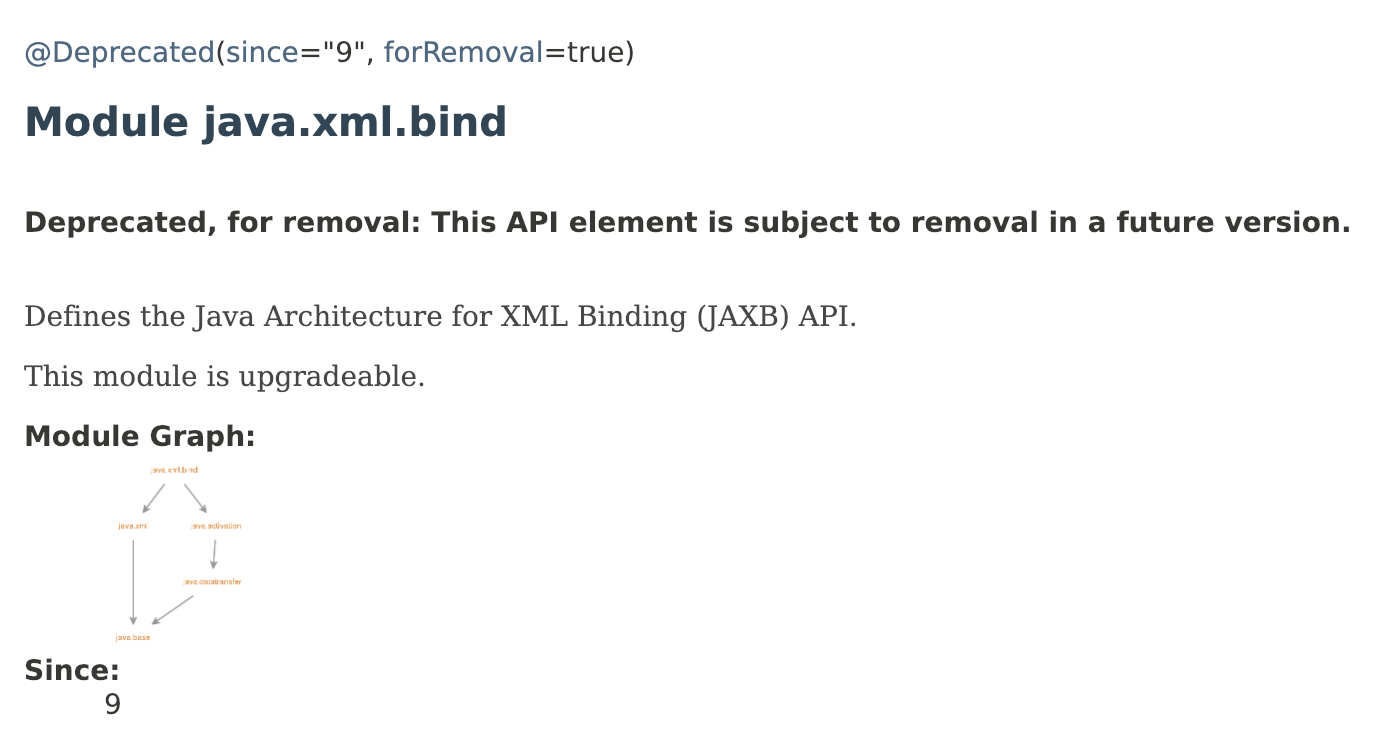 @Deprecated(since="9", forRemoval=true)
Module java.xml.bind
Deprecated, for removal: This API element is subject to removal in a future version.
Defines the Java Architecture for XML Binding (JAXB) API.
This module is upgradeable.
Module Graph:
java.xml.bind
java.xml java.activation
java.datatransfer
java.base
Since:
9